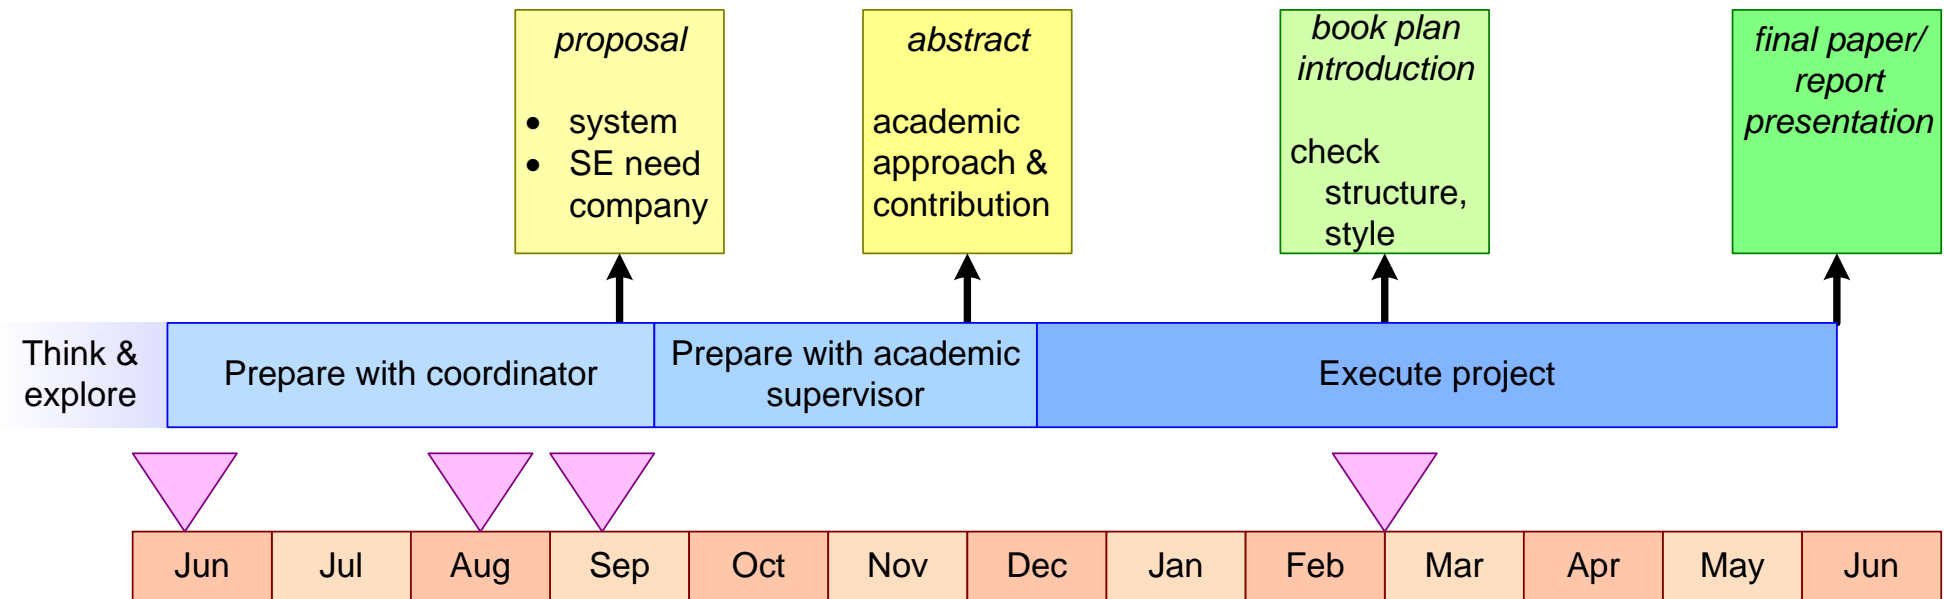 proposal
• system
• SE need
company
abstract
academic
approach &
contribution
book plan
introduction
check
structure,
style
final paper/
report
presentation
Think &
explore
Prepare with coordinator
Prepare with academic
supervisor
Execute project
Jun
Jul
Aug
Sep
Oct
Nov
Dec
Jan
Feb
Mar
Apr
May
Jun